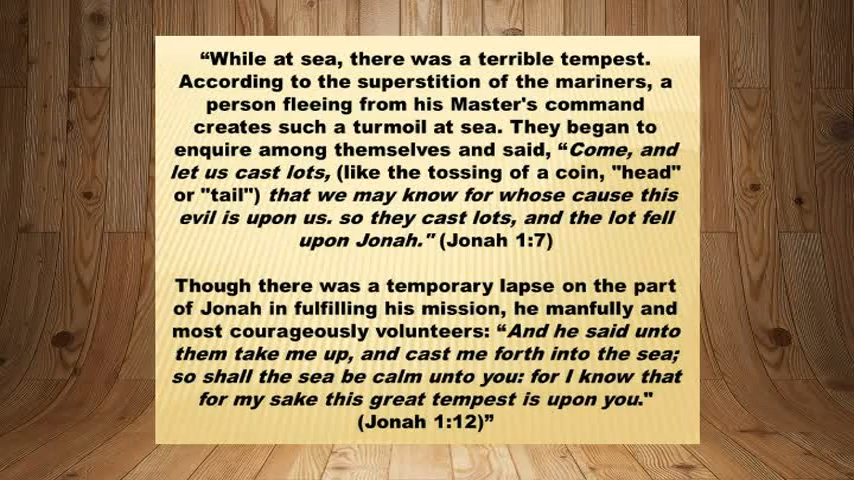 “While at sea, there was a terrible tempest.
According to the superstition of the mariners, a
person fleeing from his Master's command
creates such a turmoil at sea. They began to
enquire among themselves and said, “Come, and
let us cast lots, (like the tossing of a coin, "head"
or "tail") that we may know for whose cause this
evil is upon us. so they cast lots, and the lot fell
upon Jonah." (Jonah 1:7)
Though there was a temporary lapse on the part
of Jonah in fulfilling his mission, he manfully and
most courageously volunteers: “And he said unto
them take me up, and cast me forth into the sea;
so shall the sea be calm unto you: for I know that
for my sake this great tempest is upon you."
(Jonah 1:12)”